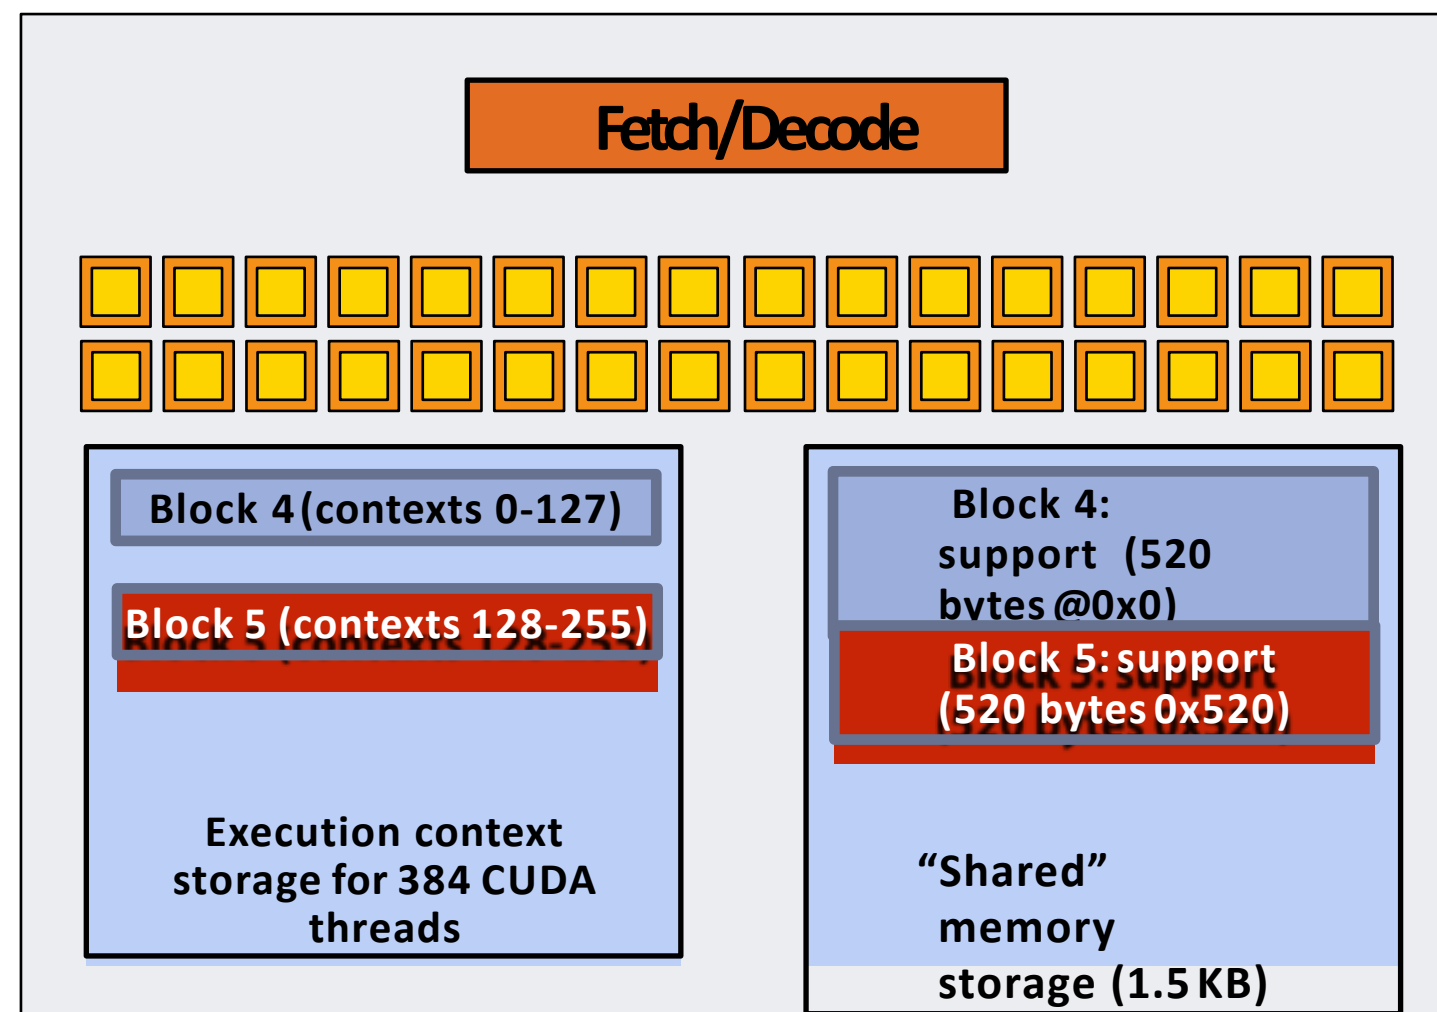 Fetch/Decode
Block 4 (contexts 0-127)
Block 5 (contexts 128-255)
Execution context
storage for 384 CUDA
threads
Block 4:
support (520
bytes @0x0)
Block 5: support
(520 bytes 0x520)
“Shared”
memory
storage (1.5 KB)